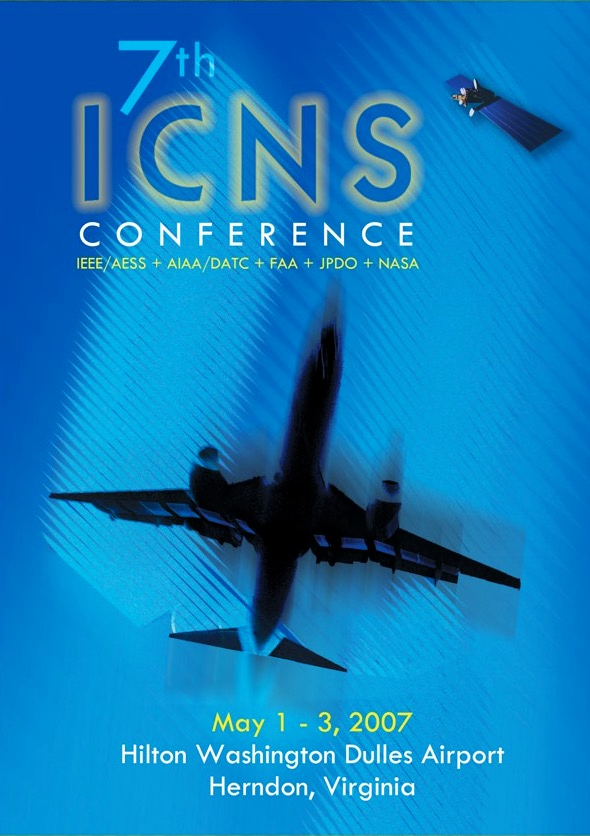 7th
ICNS
CONFERENCE
IEEE/AESS + AIAA/DATC + FAA + JPDO + NASA
May 1 - 3, 2007
Hilton Washington Dulles Airport
Herndon, Virginia